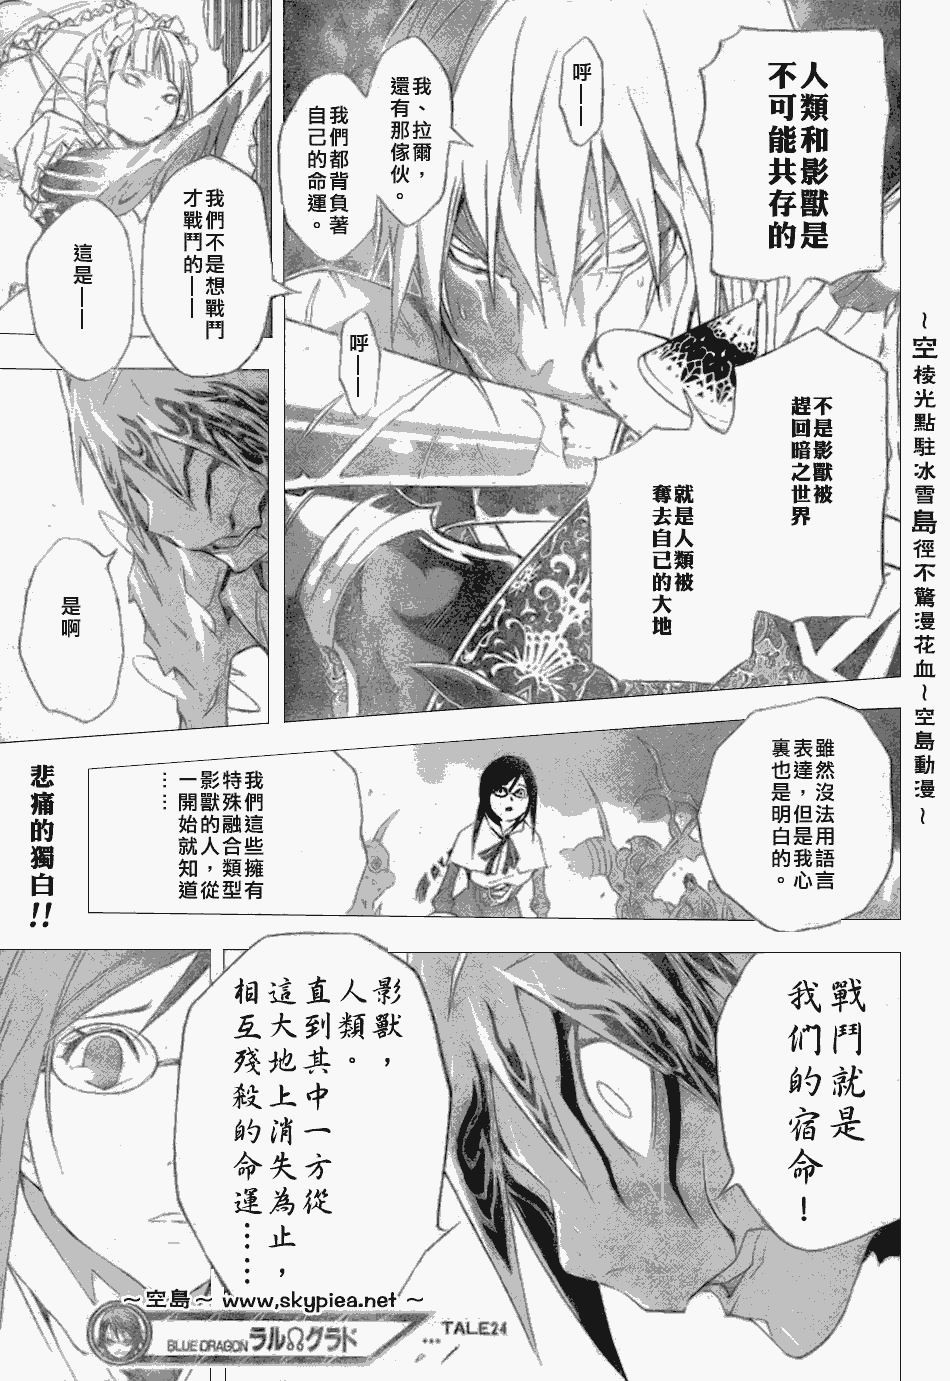 人類和影獸是
不可能共存的
呼——
我、拉爾，
還有那傢伙。
我們都背負著
自己的命運。
不是影獸被
趕回暗之世界
就是人類被
奪去自己的大地
呼——
我們不是想戰鬥
才戰鬥的——
這是——
是啊
雖然沒法用語言
表達，但是我心
裏也是明白的。
我們這些擁有
特殊融合類型
影獸的人，從
一開始就知道
……
悲痛的獨白!!
戰鬥就是
我們的宿命！
影獸，
人類。
直到其中一方從
這大地上消失為止，
相互殘殺的命運……
～空棱光點駐冰雪島徑不驚漫花血～空島動漫～
～空島～ www.skypiea.net ～
BLUE DRAGON ラルΩグラド
... TALE24